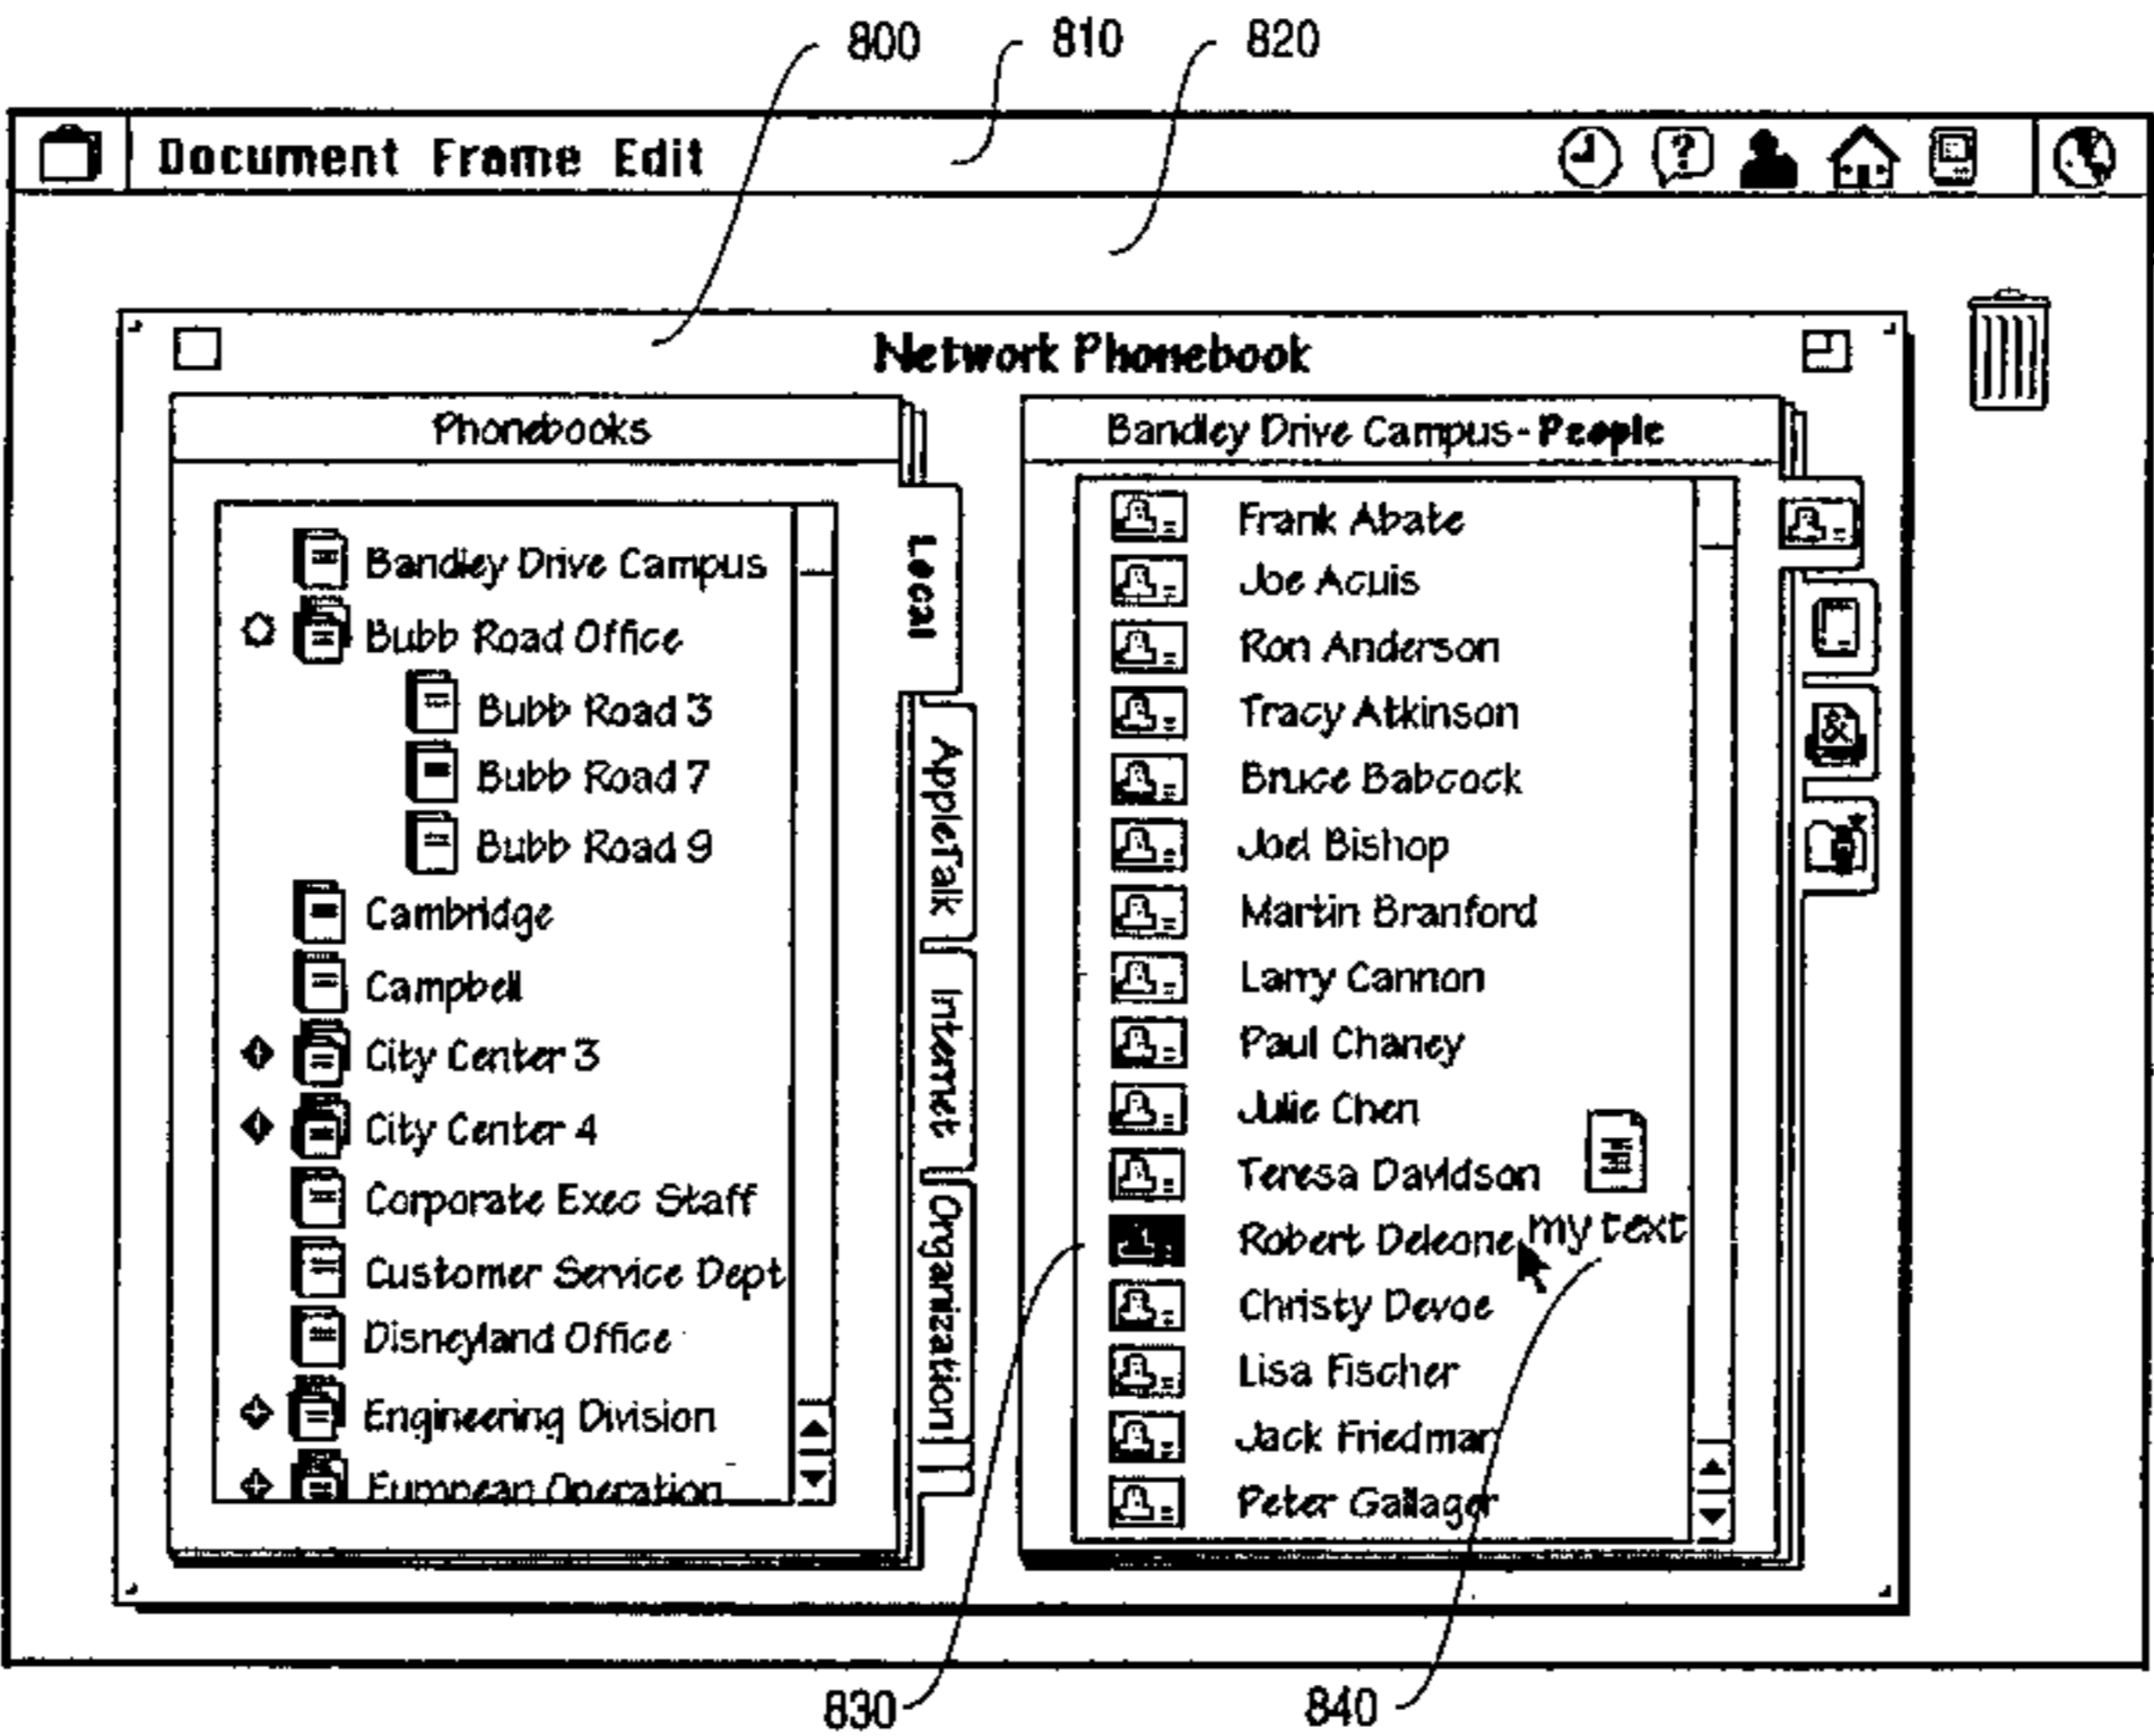 800 810 820
Document Frame Edit
?
Network Phonebook
Phonebooks
Bandley Drive Campus
Bubb Road Office
Bubb Road 3
Bubb Road 7
Bubb Road 9
Cambridge
Campbell
City Center 3
City Center 4
Corporate Exec Staff
Customer Service Dept
Disneyland Office
Engineering Division
European Operation
Local
AppleTalk
Internet
Organization
Bandley Drive Campus - People
Frank Abate
Joe Acuis
Ron Anderson
Tracy Atkinson
Bruce Babcock
Joel Bishop
Martin Branford
Larry Cannon
Paul Chaney
Julie Chen
Teresa Davidson
Robert Deleone
my text
Christy Devoe
Lisa Fischer
Jack Friedman
Peter Gallager
&
830 840